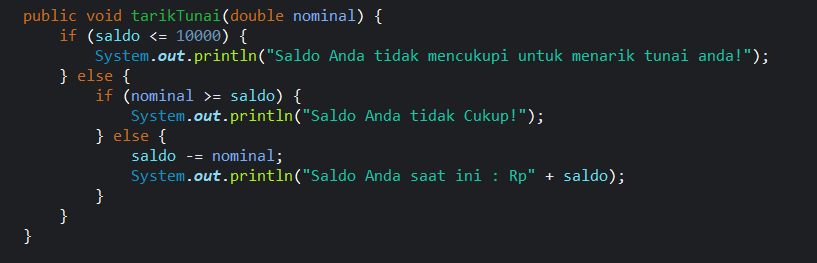 public void tarikTunai(double nominal) {
    if (saldo <= 10000) {
        System.out.println("Saldo Anda tidak mencukupi untuk menarik tunai anda!");
    } else {
        if (nominal >= saldo) {
            System.out.println("Saldo Anda tidak Cukup!");
        } else {
            saldo -= nominal;
            System.out.println("Saldo Anda saat ini : Rp" + saldo);
        }
    }
}